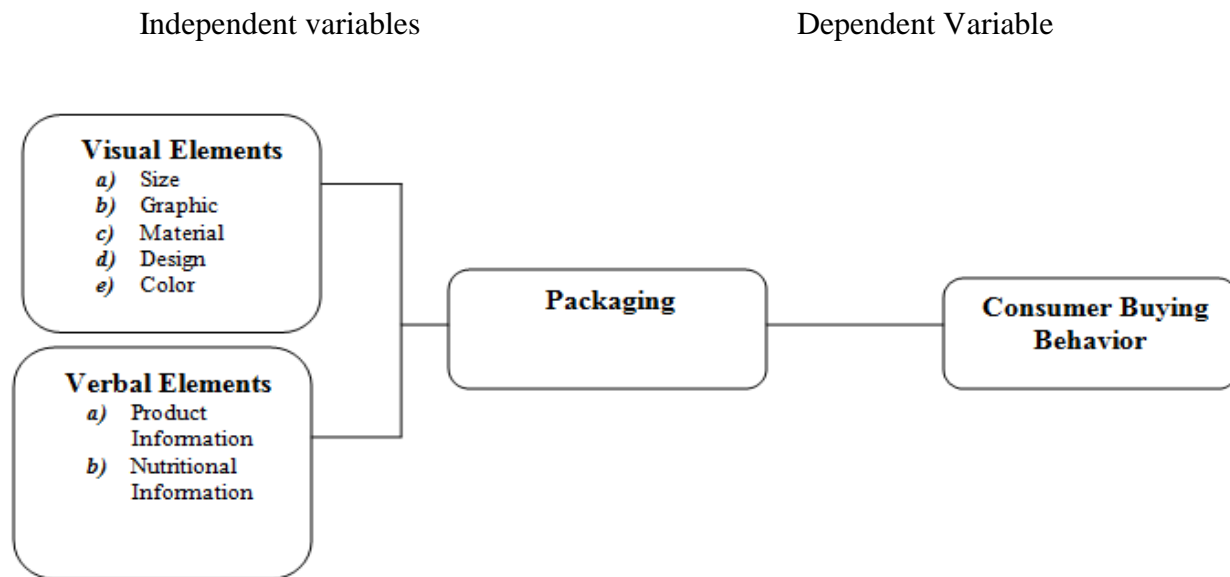 Independent variables
Dependent Variable
Visual Elements
a) Size
b) Graphic
c) Material
d) Design
e) Color
Verbal Elements
a) Product
Information
b) Nutritional
Information
Packaging
Consumer Buying
Behavior